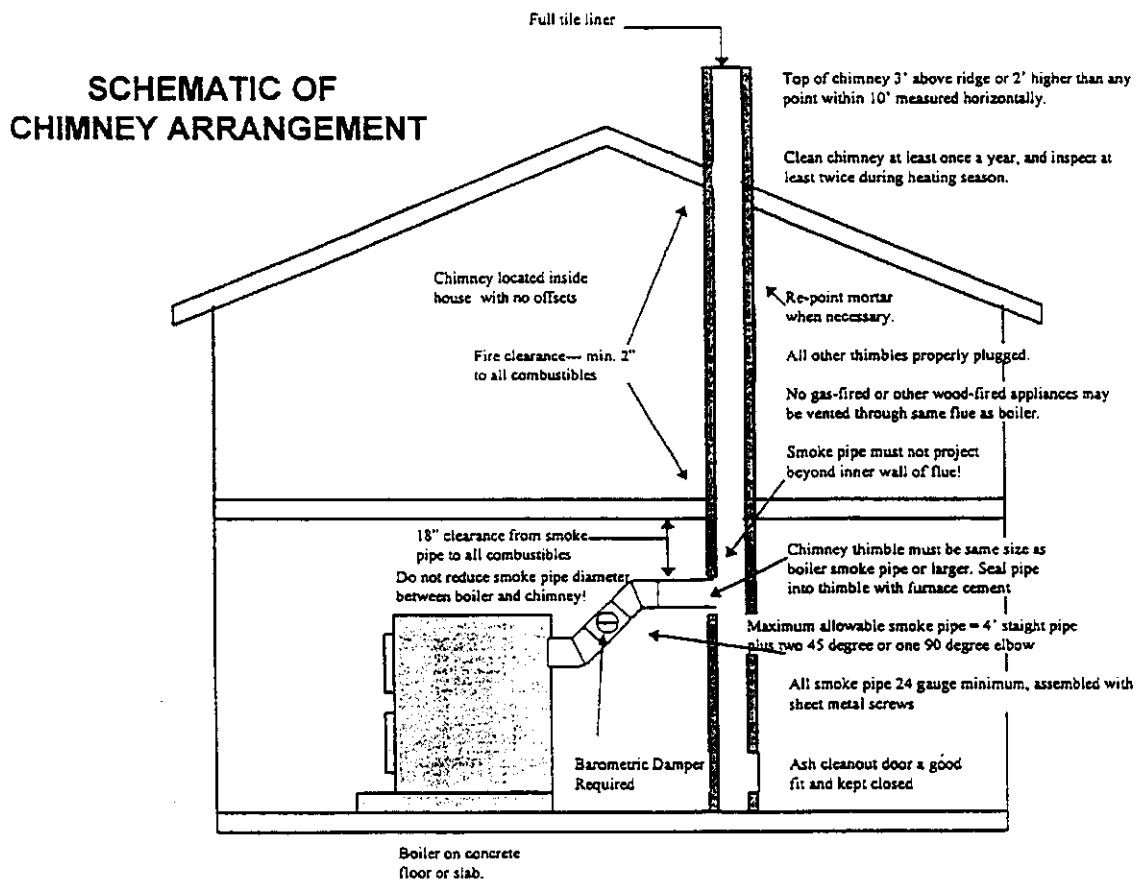 Full tile liner
SCHEMATIC OF
CHIMNEY ARRANGEMENT
Top of chimney 3' above ridge or 2' higher than any
point within 10' measured horizontally.
Clean chimney at least once a year, and inspect at
least twice during heating season.
Chimney located inside
house with no offsets
Re-point mortar
when necessary.
Fire clearance— min. 2"
to all combustibles
All other thimbles properly plugged.
No gas-fired or other wood-fired appliances may
be vented through same flue as boiler.
Smoke pipe must not project
beyond inner wall of flue!
18" clearance from smoke
pipe to all combustibles
Do not reduce smoke pipe diameter
between boiler and chimney!
Chimney thimble must be same size as
boiler smoke pipe or larger. Seal pipe
into thimble with furnace cement
Maximum allowable smoke pipe = 4' staight pipe
plus two 45 degree or one 90 degree elbow
All smoke pipe 24 gauge minimum, assembled with
sheet metal screws
Barometric Damper
Required
Ash cleanout door a good
fit and kept closed
Boiler on concrete
floor or slab.